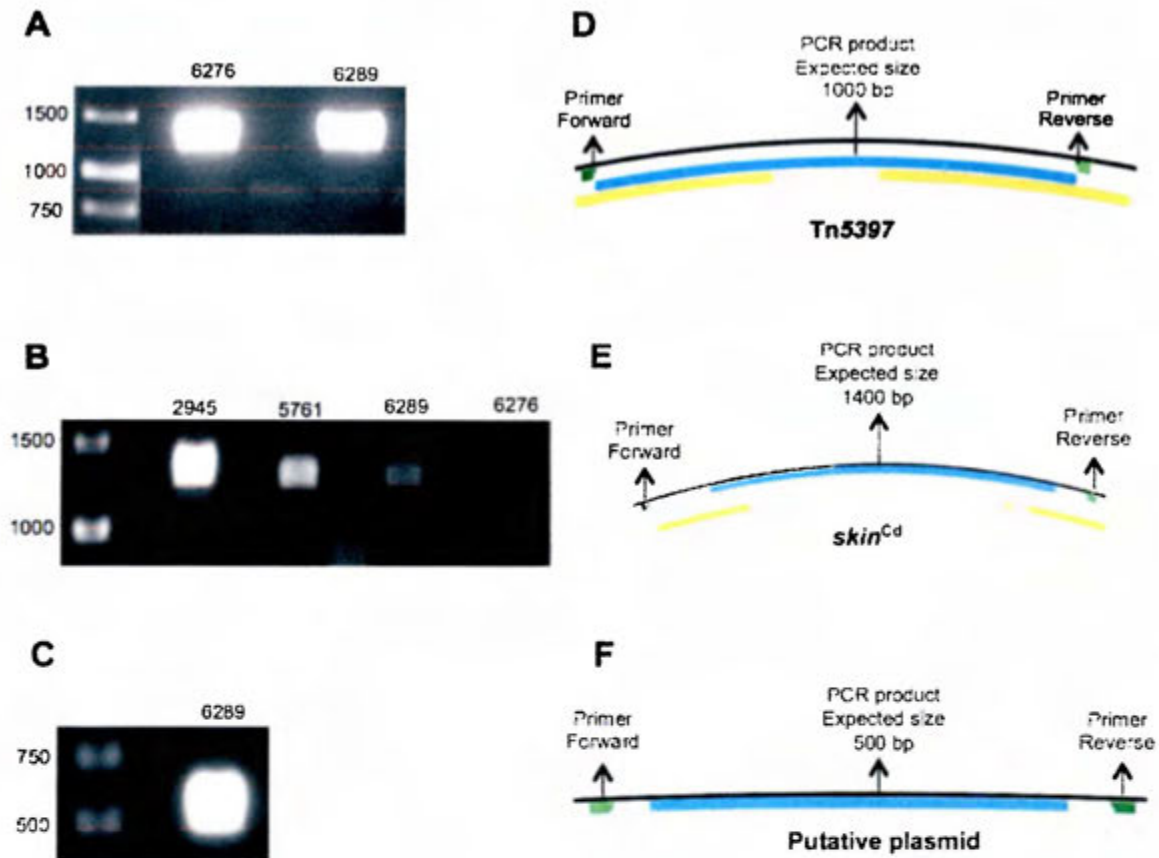 A
6276 6289
1500
1000
750
D
PCR product
Expected size
1000 bp
Primer
Forward
Primer
Reverse
Tn5397
B
2945 5761 6289 6276
1500
1000
E
PCR product
Expected size
1400 bp
Primer
Forward
Primer
Reverse
skinCd
C
6289
750
500
F
PCR product
Expected size
500 bp
Primer
Forward
Primer
Reverse
Putative plasmid